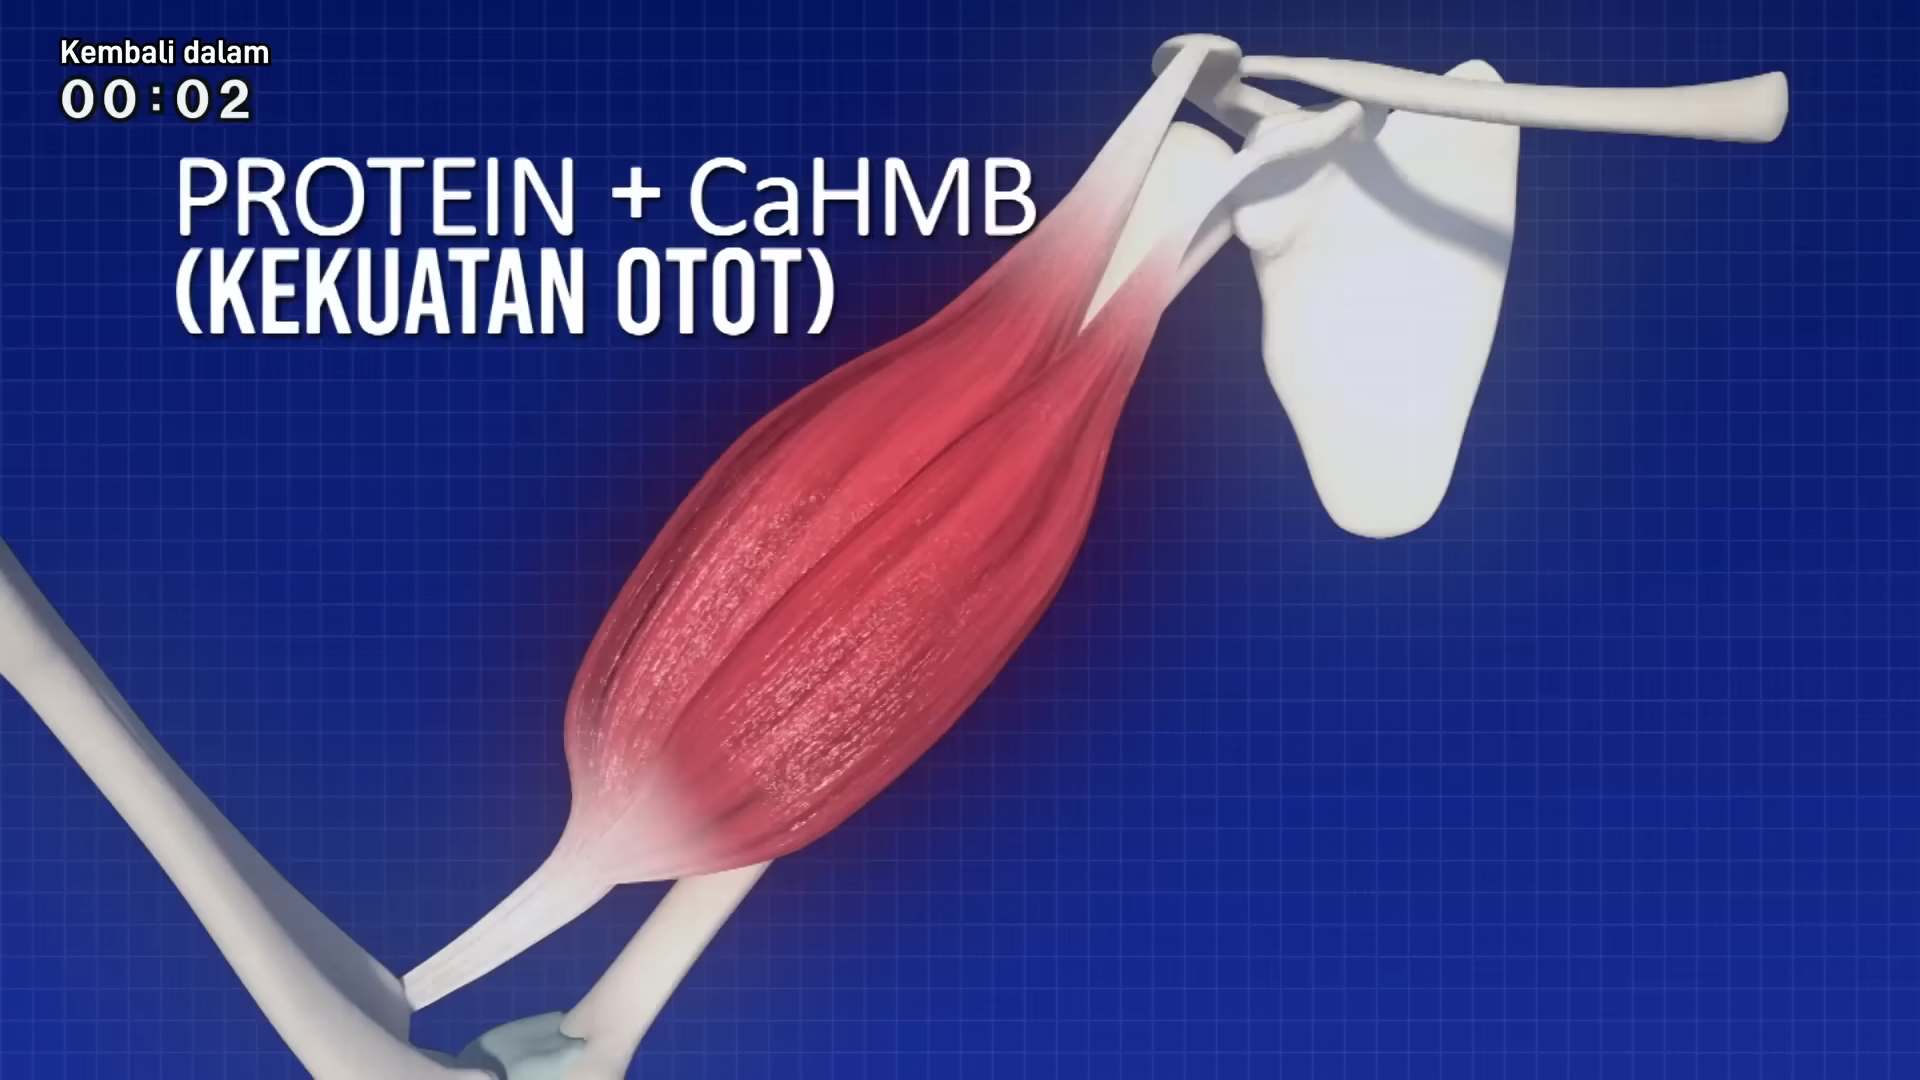 Kembali dalam
00:02
PROTEIN + CaHMB
(KEKUATAN OTOT)